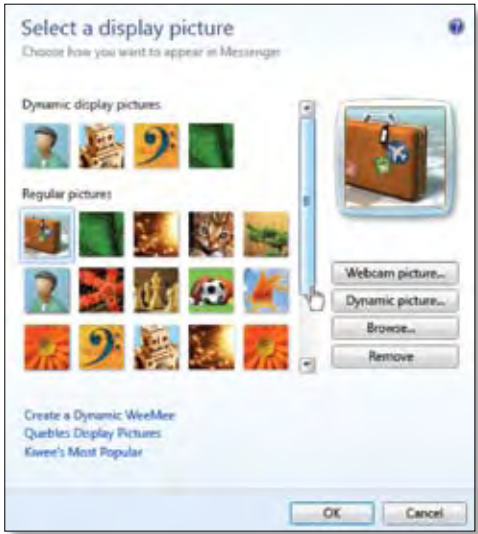 Select a display picture
Choose how you want to appear in Messenger
Dynamic display pictures
Regular pictures
Webcam picture...
Dynamic picture...
Browse...
Remove
Create a Dynamic WeeMee
Quebles Display Pictures
Kiwee's Most Popular
OK
Cancel